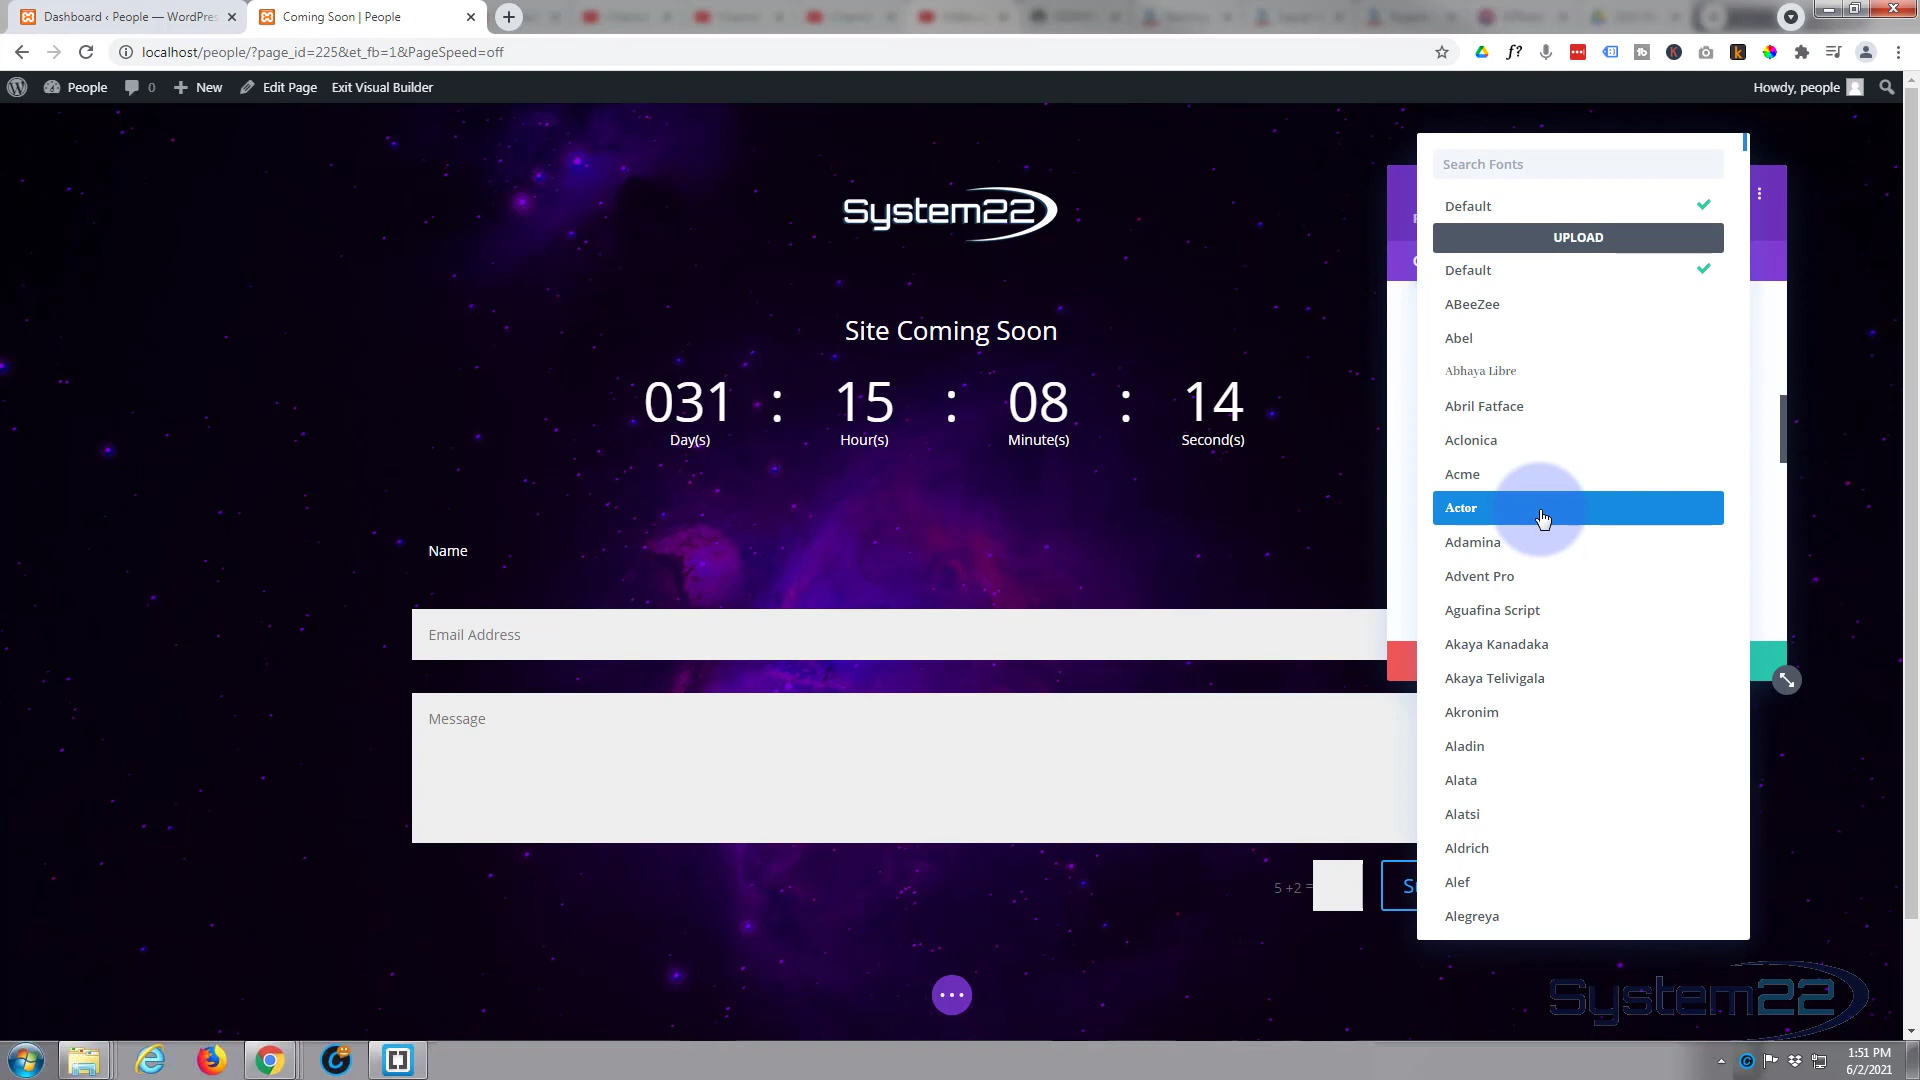 Dashboard ‹ People — WordPres
Coming Soon | People
localhost/people/?page_id=225&et_fb=1&PageSpeed=off
People
0
New
Edit Page
Exit Visual Builder
Howdy, people
System22
Site Coming Soon
031 : 15 : 08 : 14
Day(s)
Hour(s)
Minute(s)
Second(s)
Name
Email Address
Message
5 +2 =
Search Fonts
Default
UPLOAD
Default
ABeeZee
Abel
Abhaya Libre
Abril Fatface
Aclonica
Acme
Actor
Adamina
Advent Pro
Aguafina Script
Akaya Kanadaka
Akaya Telivigala
Akronim
Aladin
Alata
Alatsi
Aldrich
Alef
Alegreya
System22
1:51 PM
6/2/2021